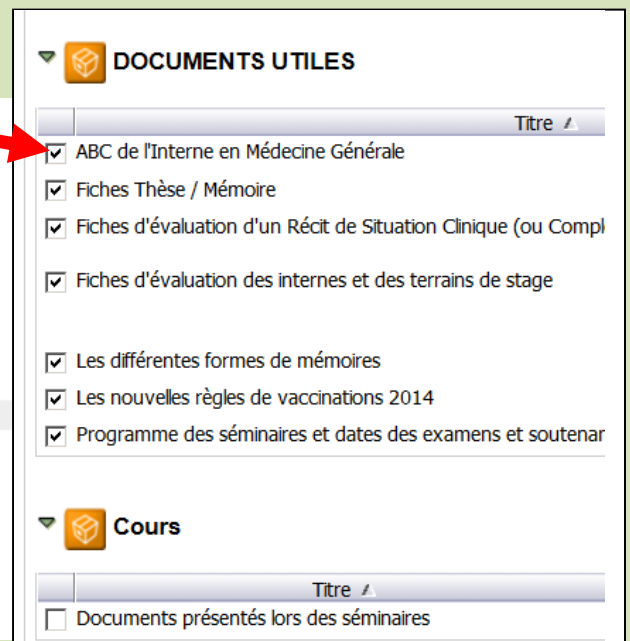 DOCUMENTS UTILES
Titre
ABC de l'Interne en Médecine Générale
Fiches Thèse / Mémoire
Fiches d'évaluation d'un Récit de Situation Clinique (ou
Fiches d'évaluation des internes et des terrains de stage
Les différentes formes de mémoires
Les nouvelles règles de vaccinations 2014
Programme des séminaires et dates des examens et
Cours
Titre
Documents présentés lors des séminaires